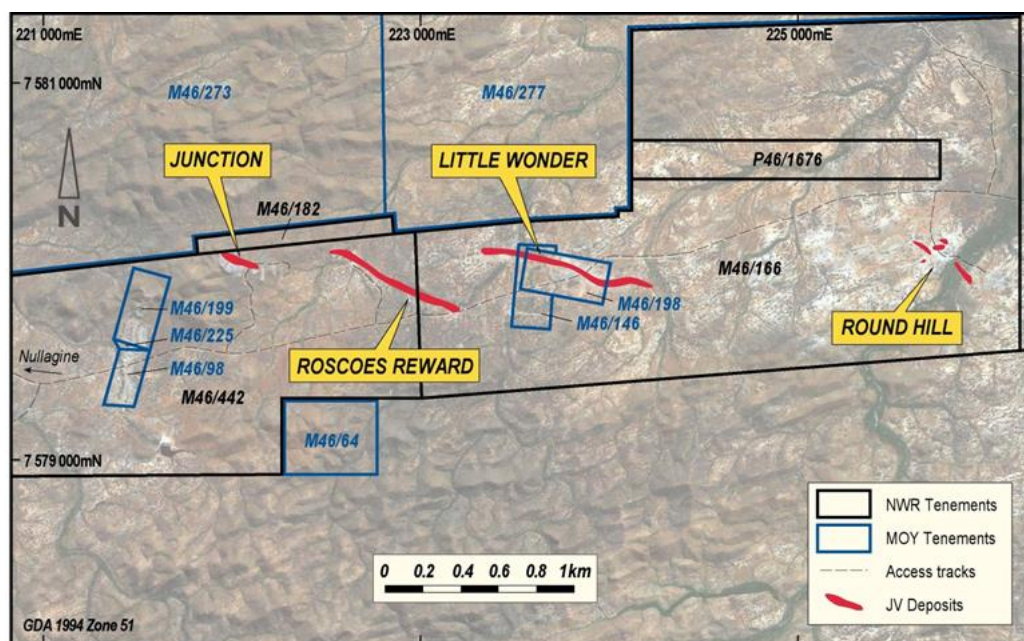 221 000mE
223 000mE
225 000mE
7 581 000mN
M46/273
M46/277
JUNCTION
LITTLE WONDER
P46/1676
N
M46/182
M46/166
M46/199
M46/198
M46/225
M46/146
Nullagine
M46/98
ROSCOES REWARD
ROUND HILL
M46/442
M46/64
7 579 000mN
NWR Tenements
MOY Tenements
Access tracks
JV Deposits
0 0.2 0.4 0.6 0.8 1km
GDA 1994 Zone 51